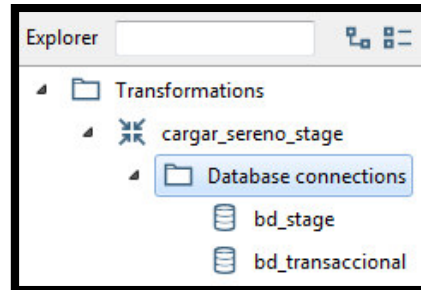 Explorer
Transformations
cargar_sereno_stage
Database connections
bd_stage
bd_transaccional